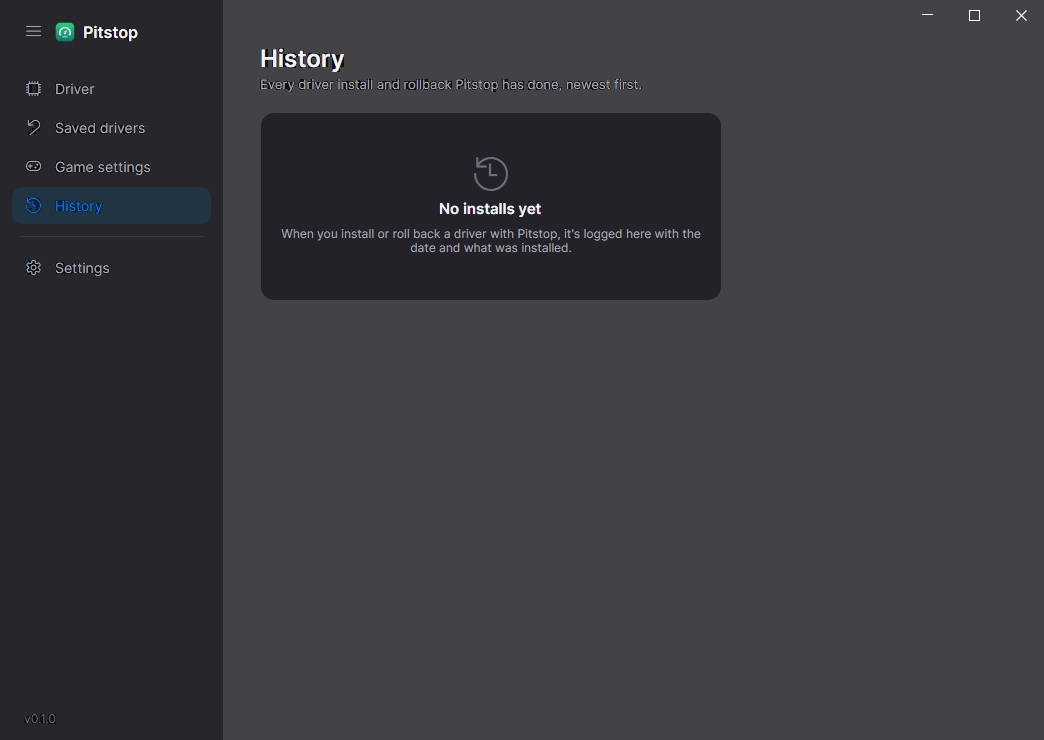 Pitstop
Driver
Saved drivers
Game settings
History
Settings
v0.1.0
History
Every driver install and rollback Pitstop has done, newest first.
No installs yet
When you install or roll back a driver with Pitstop, it's logged here with the
date and what was installed.